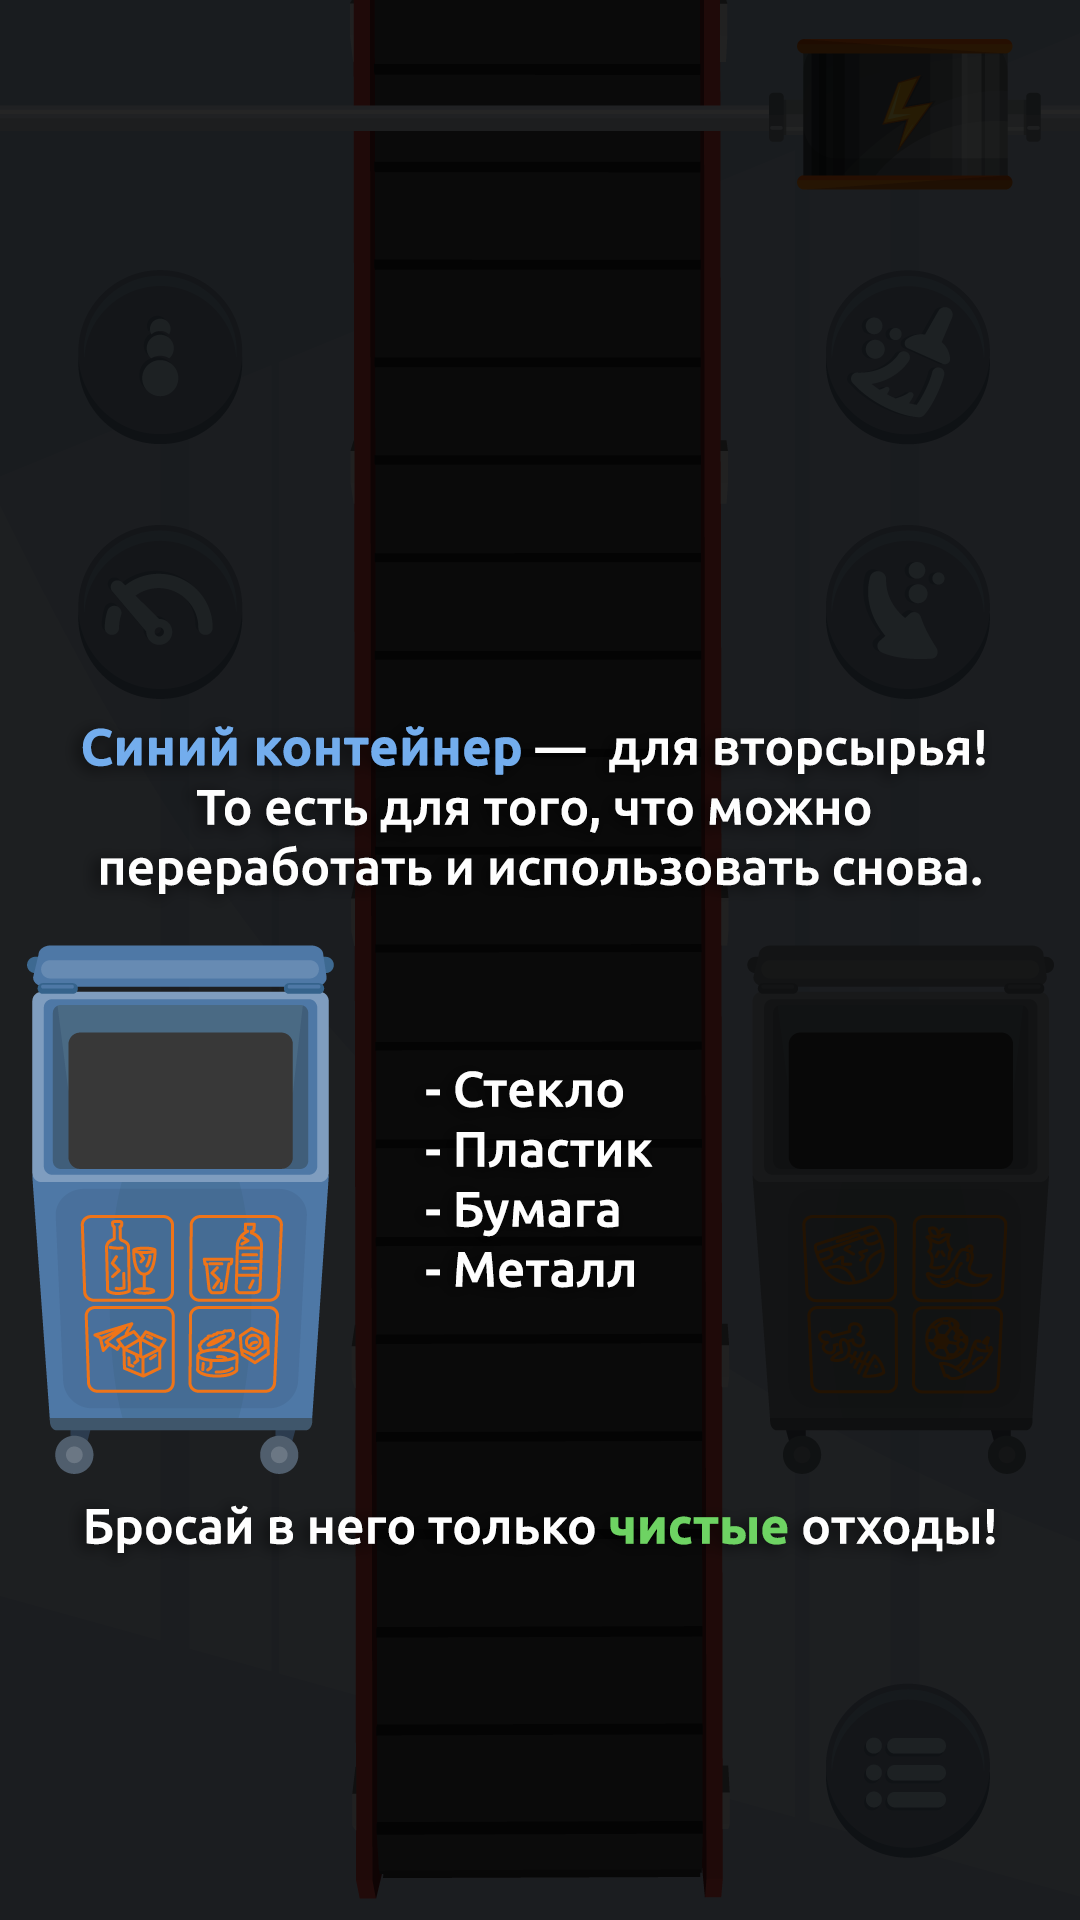 Синий контейнер — для вторсырья!
То есть для того, что можно
переработать и использовать снова.
- Стекло
- Пластик
- Бумага
- Металл
Бросай в него только чистые отходы!